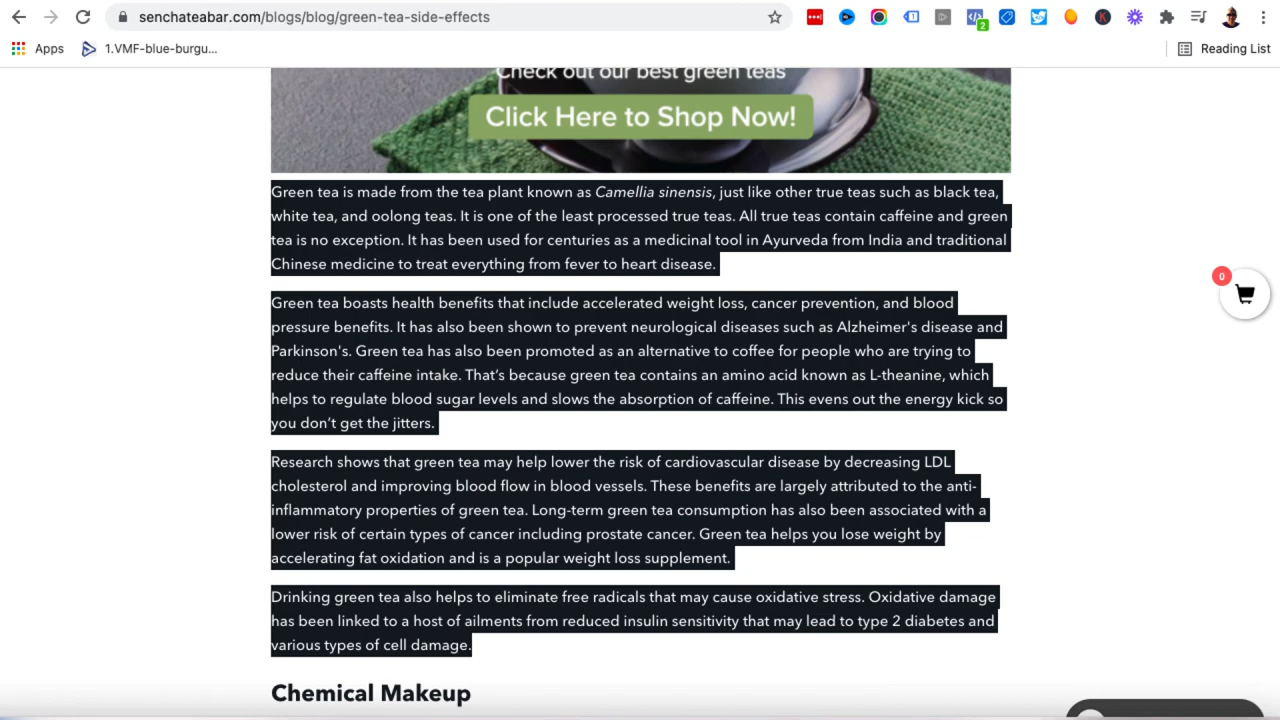 senchateabar.com/blogs/blog/green-tea-side-effects
2
K
Apps
1.VMF-blue-burgu...
Reading List
Check out our best green teas
Click Here to Shop Now!
Green tea is made from the tea plant known as Camellia sinensis, just like other true teas such as black tea,
white tea, and oolong teas. It is one of the least processed true teas. All true teas contain caffeine and green
tea is no exception. It has been used for centuries as a medicinal tool in Ayurveda from India and traditional
Chinese medicine to treat everything from fever to heart disease.
0
Green tea boasts health benefits that include accelerated weight loss, cancer prevention, and blood
pressure benefits. It has also been shown to prevent neurological diseases such as Alzheimer's disease and
Parkinson's. Green tea has also been promoted as an alternative to coffee for people who are trying to
reduce their caffeine intake. That’s because green tea contains an amino acid known as L-theanine, which
helps to regulate blood sugar levels and slows the absorption of caffeine. This evens out the energy kick so
you don’t get the jitters.
Research shows that green tea may help lower the risk of cardiovascular disease by decreasing LDL
cholesterol and improving blood flow in blood vessels. These benefits are largely attributed to the anti-
inflammatory properties of green tea. Long-term green tea consumption has also been associated with a
lower risk of certain types of cancer including prostate cancer. Green tea helps you lose weight by
accelerating fat oxidation and is a popular weight loss supplement.
Drinking green tea also helps to eliminate free radicals that may cause oxidative stress. Oxidative damage
has been linked to a host of ailments from reduced insulin sensitivity that may lead to type 2 diabetes and
various types of cell damage.
Chemical Makeup